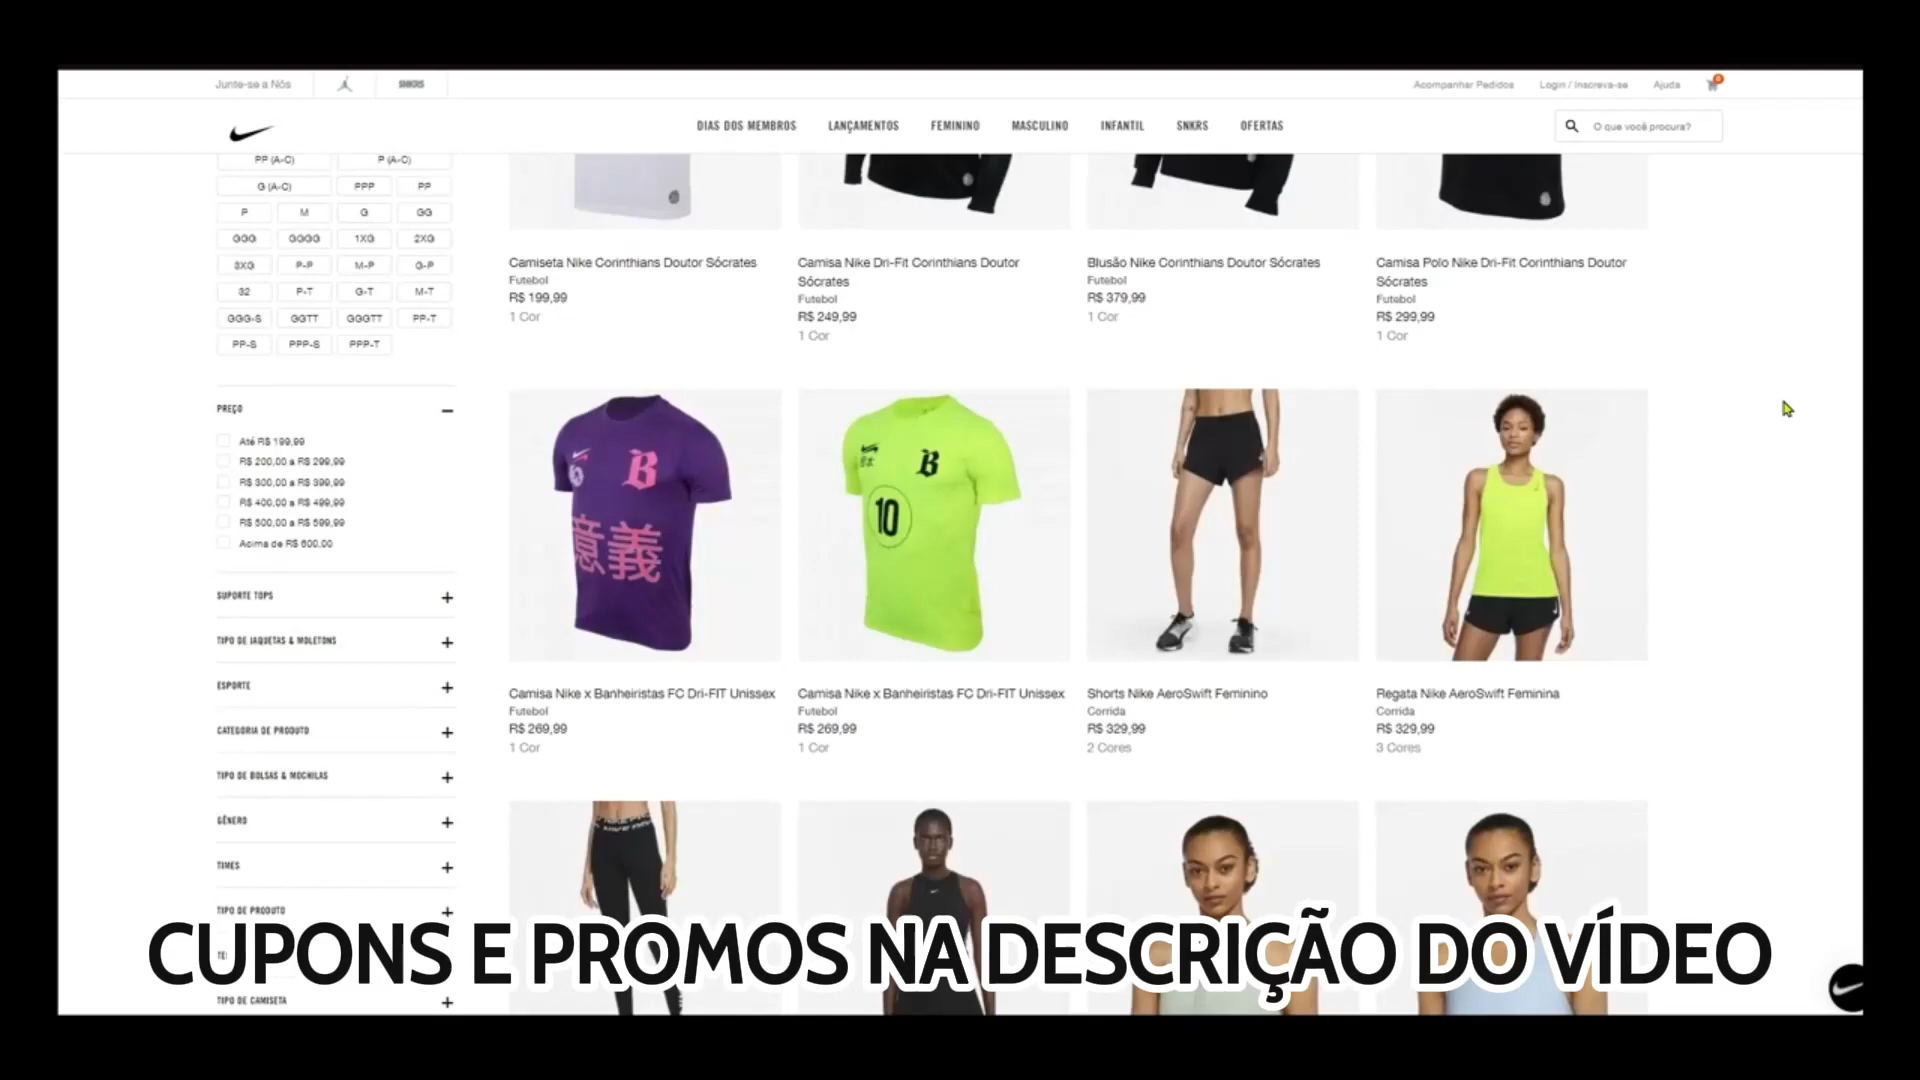 Junte-se a Nós
SNKRS
Acompanhar Pedidos
Login / Inscreva-se
Ajuda
0
DIAS DOS MEMBROS
LANÇAMENTOS
FEMININO
MASCULINO
INFANTIL
SNKRS
OFERTAS
O que você procura?
PP (A-C) P (A-C)
G (A-C) PPP PP
P M G GG
GGG GGGG 1XG 2XG
3XG P-P M-P G-P
32 P-T G-T M-T
GGG-S GGTT GGGTT PP-T
PP-S PPP-S PPP-T
PREÇO
Até R$ 199,99
R$ 200,00 a R$ 299,99
R$ 300,00 a R$ 399,99
R$ 400,00 a R$ 499,99
R$ 500,00 a R$ 599,99
Acima de R$ 600,00
SUPORTE TOPS
TIPO DE JAQUETAS & MOLETONS
ESPORTE
CATEGORIA DE PRODUTO
TIPO DE BOLSAS & MOCHILAS
GÊNERO
TIMES
TIPO DE PRODUTO
TIPO DE CAMISETA
Camiseta Nike Corinthians Doutor Sócrates
Futebol
R$ 199,99
1 Cor
Camisa Nike Dri-Fit Corinthians Doutor
Sócrates
Futebol
R$ 249,99
1 Cor
Blusão Nike Corinthians Doutor Sócrates
Futebol
R$ 379,99
1 Cor
Camisa Polo Nike Dri-Fit Corinthians Doutor
Sócrates
Futebol
R$ 299,99
1 Cor
B
意義
B
10
Camisa Nike x Banheiristas FC Dri-FIT Unissex
Futebol
R$ 269,99
1 Cor
Camisa Nike x Banheiristas FC Dri-FIT Unissex
Futebol
R$ 269,99
1 Cor
Shorts Nike AeroSwift Feminino
Corrida
R$ 329,99
2 Cores
Regata Nike AeroSwift Feminina
Corrida
R$ 329,99
3 Cores
CUPONS E PROMOS NA DESCRIÇÃO DO VÍDEO